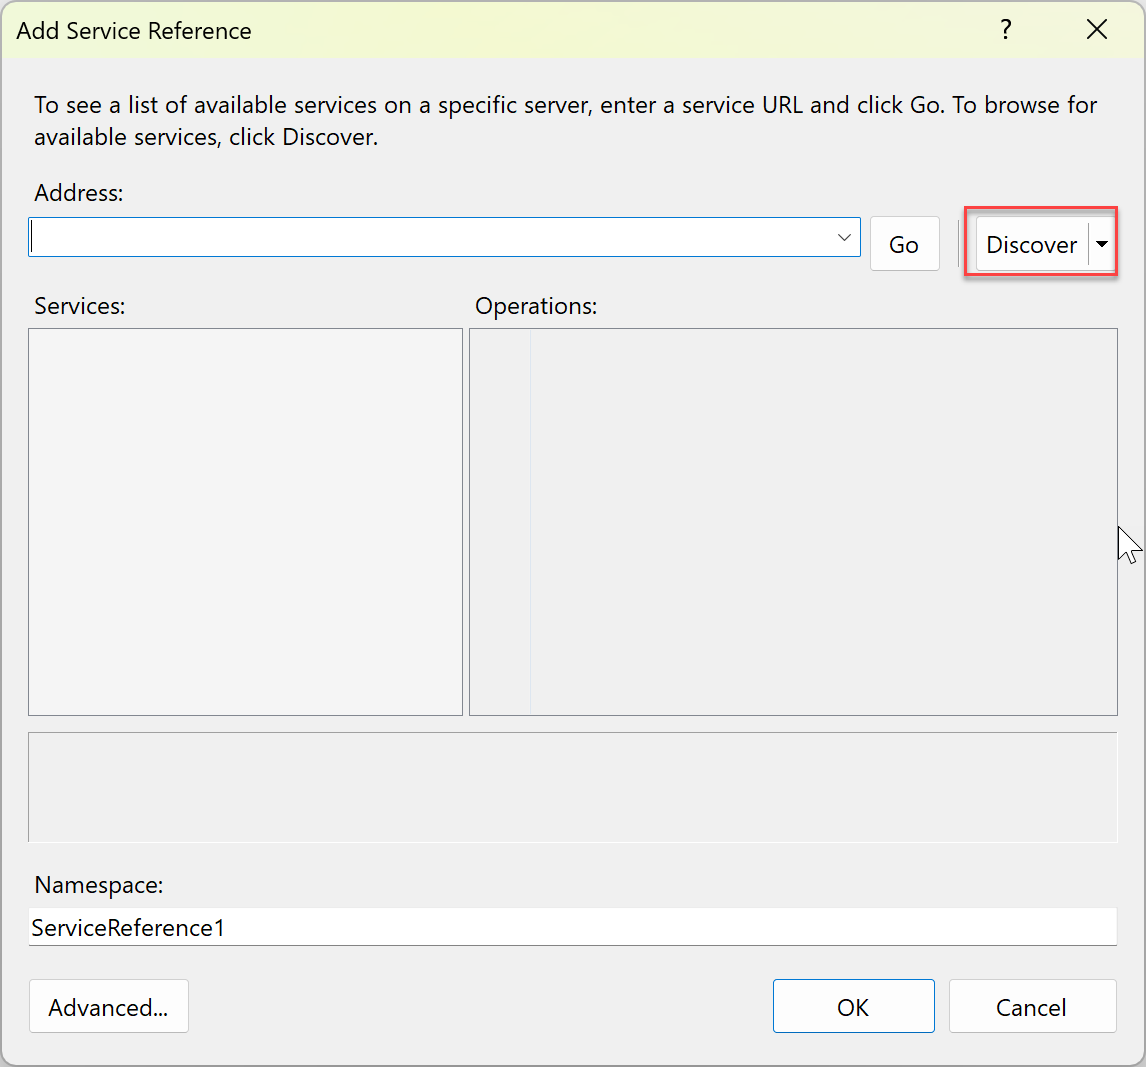 Add Service Reference
?
To see a list of available services on a specific server, enter a service URL and click Go. To browse for
available services, click Discover.
Address:
Go
Discover
Services:
Operations:
Namespace:
ServiceReference1
Advanced...
OK
Cancel